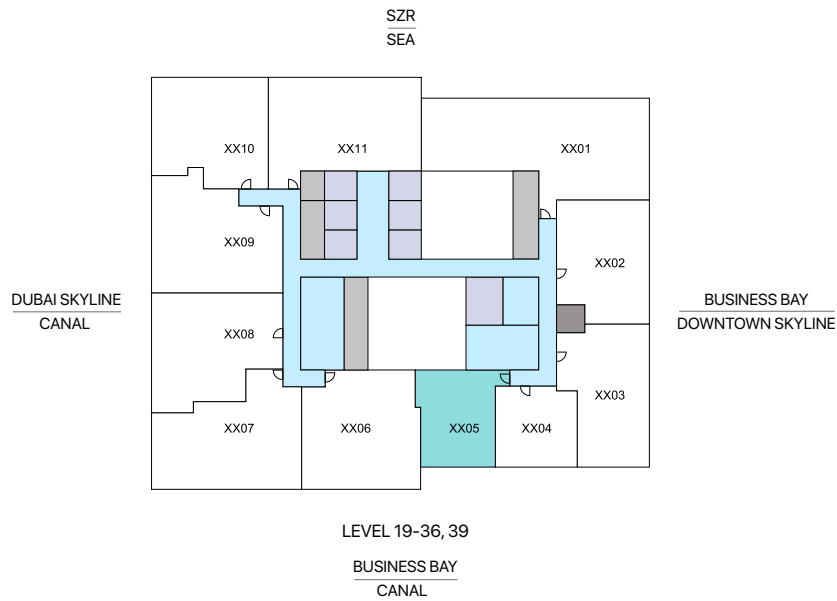 SZR
SEA
XX10
XX11
XX01
XX09
XX02
DUBAI SKYLINE
CANAL
BUSINESS BAY
DOWNTOWN SKYLINE
XX08
XX03
XX07
XX06
XX05
XX04
LEVEL 19-36, 39
BUSINESS BAY
CANAL